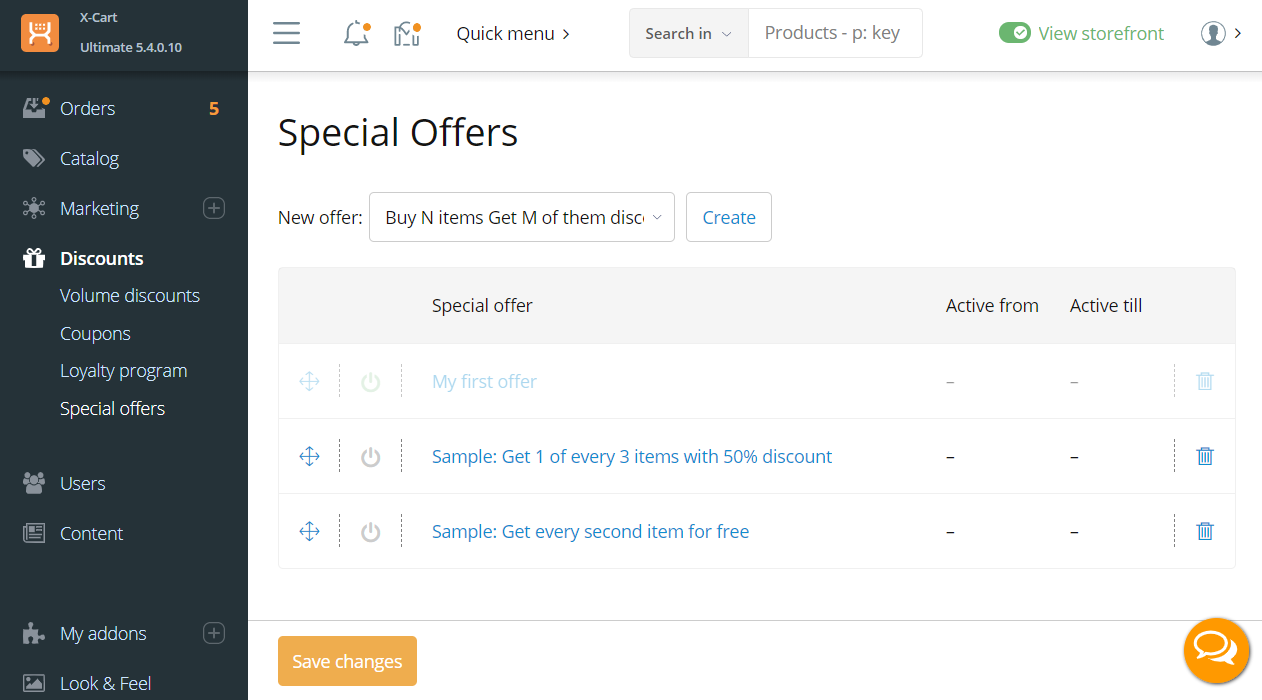 X-Cart
Ultimate 5.4.0.10
Quick menu
Search in
Products - p: key
View storefront
Orders 5
Catalog
Marketing
Discounts
Volume discounts
Coupons
Loyalty program
Special offers
Users
Content
My addons
Look & Feel
Special Offers
New offer: Buy N items Get M of them disc Create
Special offer Active from Active till
My first offer – –
Sample: Get 1 of every 3 items with 50% discount – –
Sample: Get every second item for free – –
Save changes